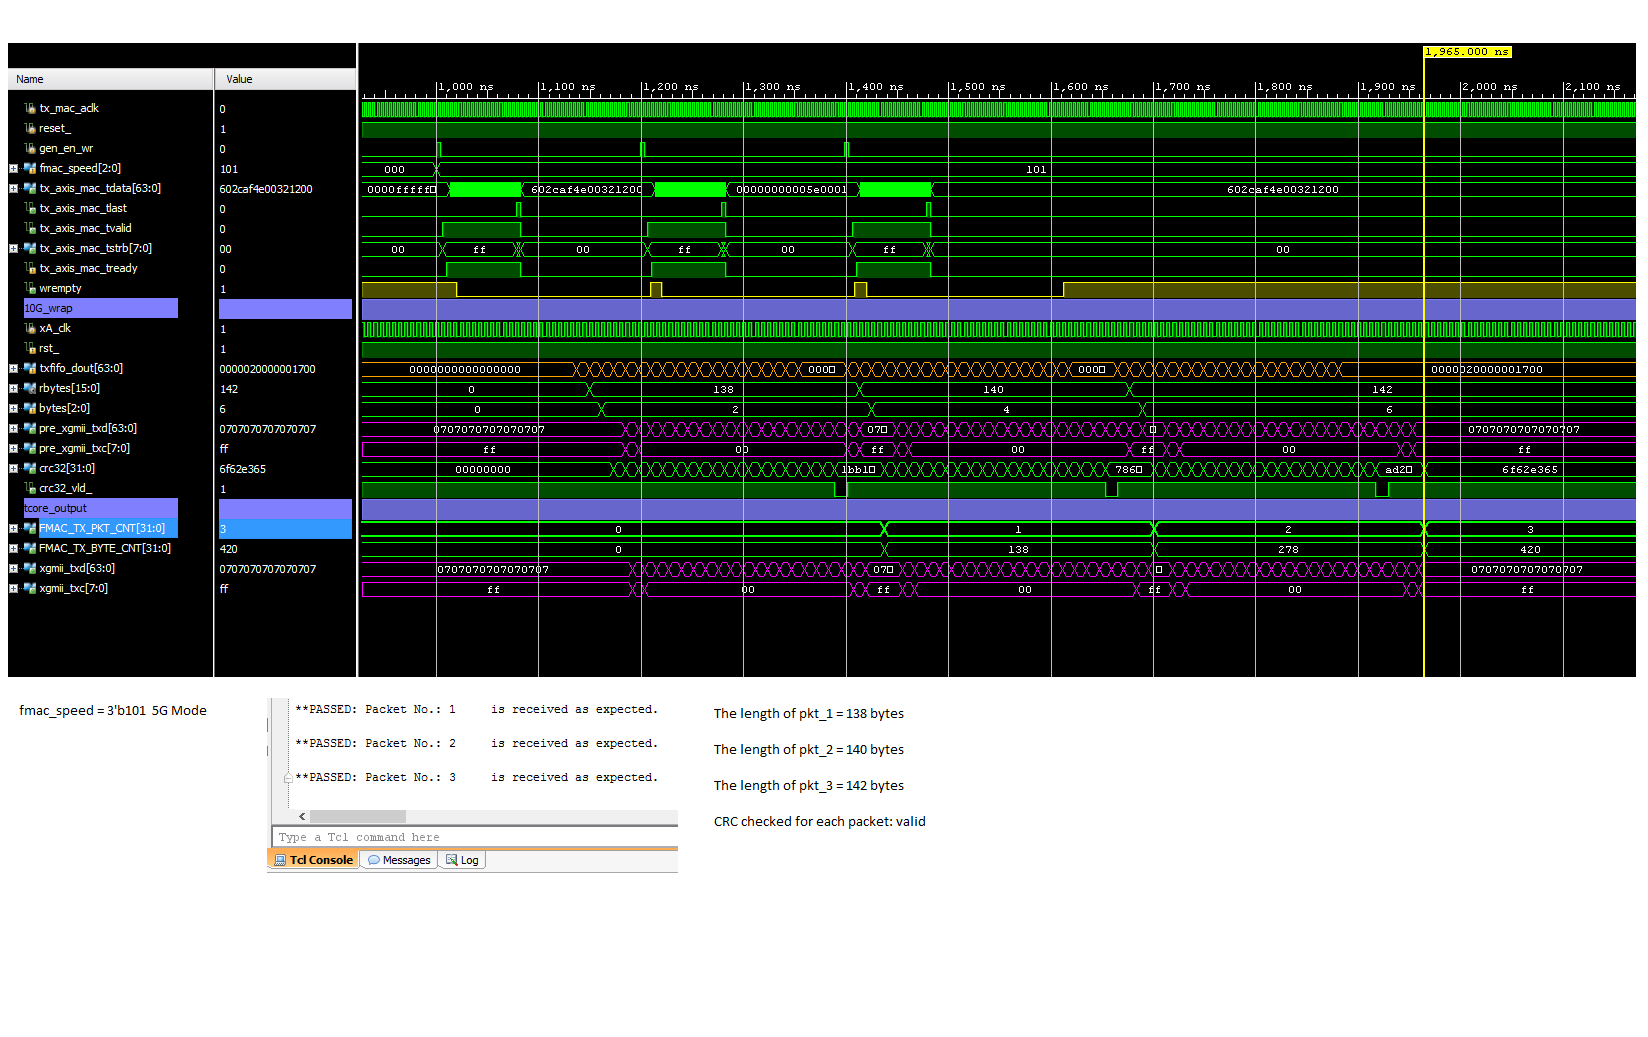 1,965.000 ns
Name Value
1,000 ns 1,100 ns 1,200 ns 1,300 ns 1,400 ns 1,500 ns 1,600 ns 1,700 ns 1,800 ns 1,900 ns 2,000 ns 2,100 ns
tx_mac_aclk 0
reset_ 1
gen_en_wr 0
fmac_speed[2:0] 101 000 101
tx_axis_mac_tdata[63:0] 602caf4e00321200 0000fffff 602caf4e00321200 00000000005e0001 602caf4e00321200
tx_axis_mac_tlast 0
tx_axis_mac_tvalid 0
tx_axis_mac_tstrb[7:0] 00 00 ff 00 ff 00 ff 00
tx_axis_mac_tready 0
wrempty 1
10G_wrap
xA_clk 1
rst_ 1
txfifo_dout[63:0] 0000020000001700 0000000000000000 000 000 0000020000001700
rbytes[15:0] 142 0 138 140 142
bytes[2:0] 6 0 2 4 6
pre_xgmii_txd[63:0] 0707070707070707 0707070707070707 07 0707070707070707
pre_xgmii_txc[7:0] ff ff 00 ff 00 ff 00 ff
crc32[31:0] 6f62e365 00000000 1bb1 786 ad2 6f62e365
crc32_vld_ 1
tcore_output
FMAC_TX_PKT_CNT[31:0] 3 0 1 2 3
FMAC_TX_BYTE_CNT[31:0] 420 0 138 278 420
xgmii_txd[63:0] 0707070707070707 0707070707070707 07 0707070707070707
xgmii_txc[7:0] ff ff 00 ff 00 ff 00 ff
fmac_speed = 3'b101 5G Mode
**PASSED: Packet No.: 1 is received as expected.
**PASSED: Packet No.: 2 is received as expected.
**PASSED: Packet No.: 3 is received as expected.
Type a Tcl command here
Tcl Console Messages Log
The length of pkt_1 = 138 bytes
The length of pkt_2 = 140 bytes
The length of pkt_3 = 142 bytes
CRC checked for each packet: valid